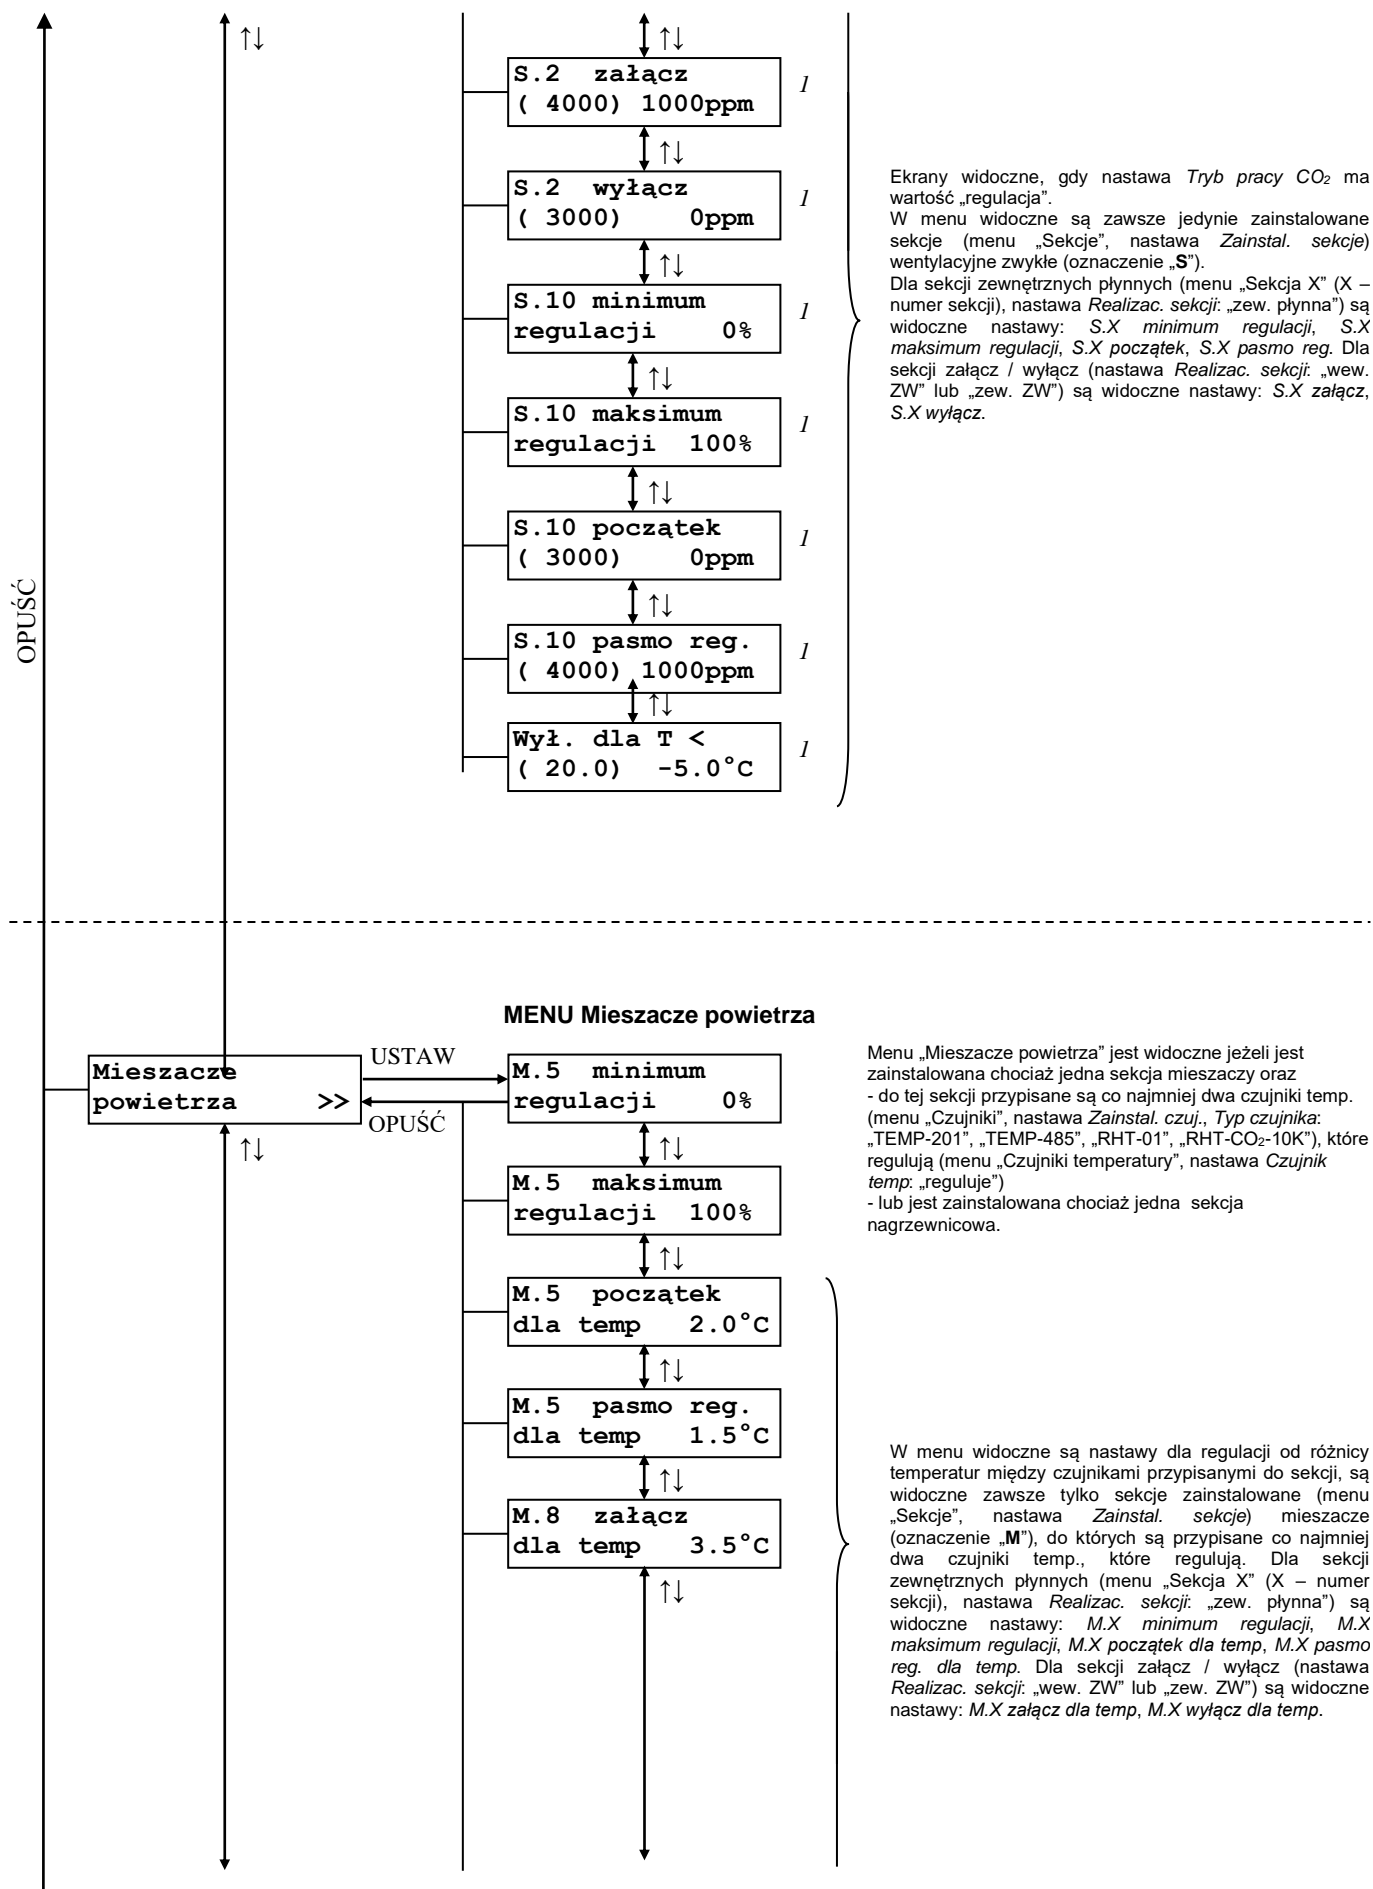 ↑↓
↑↓
S.2 załącz
( 4000) 1000ppm
1
↑↓
S.2 wyłącz
( 3000) 0ppm
1
↑↓
S.10 minimum
regulacji 0%
1
↑↓
S.10 maksimum
regulacji 100%
1
↑↓
S.10 początek
( 3000) 0ppm
1
↑↓
S.10 pasmo reg.
( 4000) 1000ppm
1
↑↓
Wył. dla T <
( 20.0) -5.0°C
1
Ekrany widoczne, gdy nastawa Tryb pracy CO₂ ma
wartość „regulacja”.
W menu widoczne są zawsze jedynie zainstalowane
sekcje (menu „Sekcje”, nastawa Zainstal. sekcje)
wentylacyjne zwykłe (oznaczenie „S”).
Dla sekcji zewnętrznych płynnych (menu „Sekcja X” (X –
numer sekcji), nastawa Realizac. sekcji: „zew. płynna”) są
widoczne nastawy: S.X minimum regulacji, S.X
maksimum regulacji, S.X początek, S.X pasmo reg. Dla
sekcji załącz / wyłącz (nastawa Realizac. sekcji: „wew.
ZW” lub „zew. ZW”) są widoczne nastawy: S.X załącz,
S.X wyłącz.
OPUŚĆ
MENU Mieszacze powietrza
Mieszacze
powietrza >>
USTAW
OPUŚĆ
↑↓
M.5 minimum
regulacji 0%
↑↓
M.5 maksimum
regulacji 100%
↑↓
M.5 początek
dla temp 2.0°C
↑↓
M.5 pasmo reg.
dla temp 1.5°C
↑↓
M.8 załącz
dla temp 3.5°C
↑↓
Menu „Mieszacze powietrza” jest widoczne jeżeli jest
zainstalowana chociaż jedna sekcja mieszaczy oraz
- do tej sekcji przypisane są co najmniej dwa czujniki temp.
(menu „Czujniki”, nastawa Zainstal. czuj., Typ czujnika:
„TEMP-201”, „TEMP-485”, „RHT-01”, „RHT-CO₂-10K”), które
regulują (menu „Czujniki temperatury”, nastawa Czujnik
temp: „reguluje”)
- lub jest zainstalowana chociaż jedna sekcja
nagrzewnicowa.
W menu widoczne są nastawy dla regulacji od różnicy
temperatur między czujnikami przypisanymi do sekcji, są
widoczne zawsze tylko sekcje zainstalowane (menu
„Sekcje”, nastawa Zainstal. sekcje) mieszacze
(oznaczenie „M”), do których są przypisane co najmniej
dwa czujniki temp., które regulują. Dla sekcji
zewnętrznych płynnych (menu „Sekcja X” (X – numer
sekcji), nastawa Realizac. sekcji: „zew. płynna”) są
widoczne nastawy: M.X minimum regulacji, M.X
maksimum regulacji, M.X początek dla temp, M.X pasmo
reg. dla temp. Dla sekcji załącz / wyłącz (nastawa
Realizac. sekcji: „wew. ZW” lub „zew. ZW”) są widoczne
nastawy: M.X załącz dla temp, M.X wyłącz dla temp.